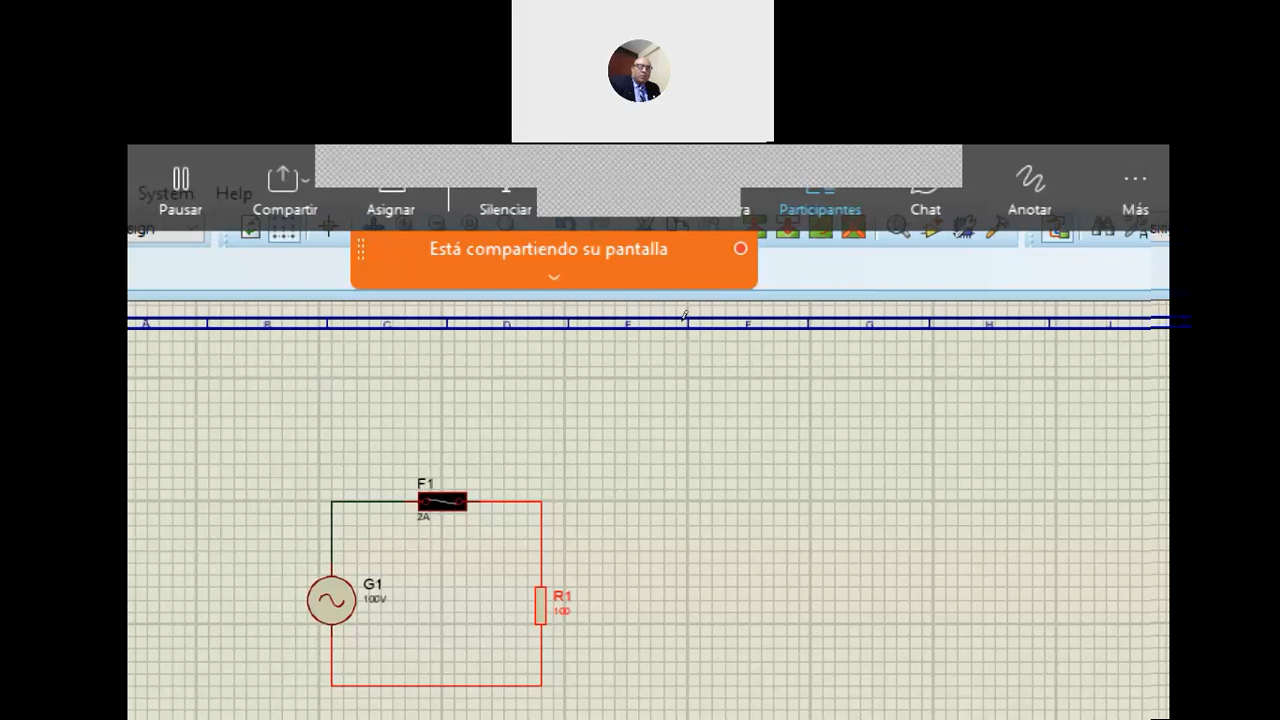 System Help
Pausar Compartir Asignar Silenciar Participantes Chat Anotar Más
sign
Está compartiendo su pantalla
A B C D E F G H I
F1
2A
G1
100V
R1
100